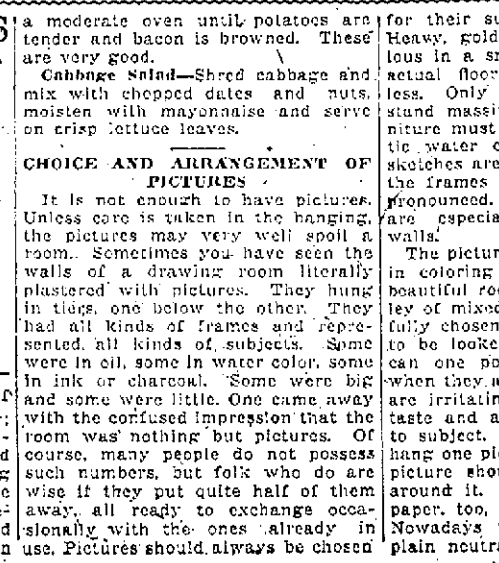 a moderate oven until potatoes are
tender and bacon is browned. These
are very good.
Cabbage Salad—Shred cabbage and
mix with chopped dates and nuts,
moisten with mayonnaise and serve
on crisp lettuce leaves.
CHOICE AND ARRANGEMENT OF
PICTURES
It is not enough to have pictures.
Unless care is taken in the hanging,
the pictures may very well spoil a
room. Sometimes you have seen the
walls of a drawing room literally
plastered with pictures. They hung
in tiers, one below the other. They
had all kinds of frames and repre-
sented all kinds of subjects. Some
were in oil, some in water color, some
in ink or charcoal. Some were big
and some were little. One came away
with the confused impression that the
room was nothing but pictures. Of
course, many people do not possess
such numbers, but folk who do are
wise if they put quite half of them
away, all ready to exchange occa-
sionally with the ones already in
use. Pictures should always be chosen
for their su
Heavy, gold
lous in a sm
actual floor
less. Only
stand massi
niture must
tic water c
sketches are
the frames
pronounced.
are especia
walls.
The pictur
in coloring
beautiful ro
ley of mixed
fully chosen
to be looke
can one po
when they a
are irritatin
taste and a
to subject.
hang one pi
picture shou
around it.
paper, too,
Nowadays
plain neutra